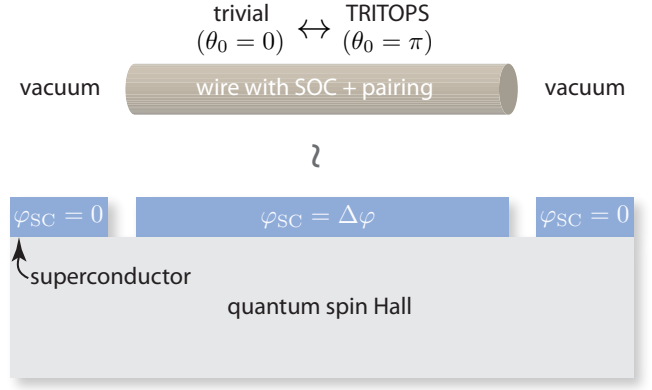 trivial ↔ TRITOPS
(θ₀ = 0) (θ₀ = π)
vacuum wire with SOC + pairing vacuum
~
φSC = 0 φSC = Δφ φSC = 0
superconductor
quantum spin Hall